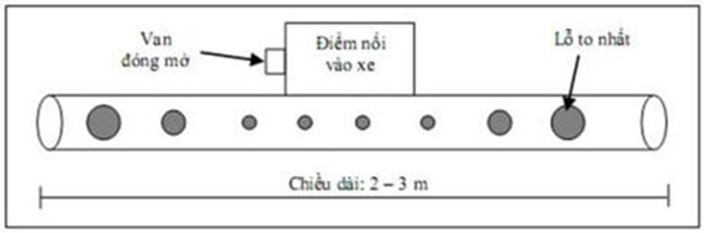 Van
đóng mở
Điểm nối
vào xe
Lỗ to nhất
Chiều dài: 2 – 3 m